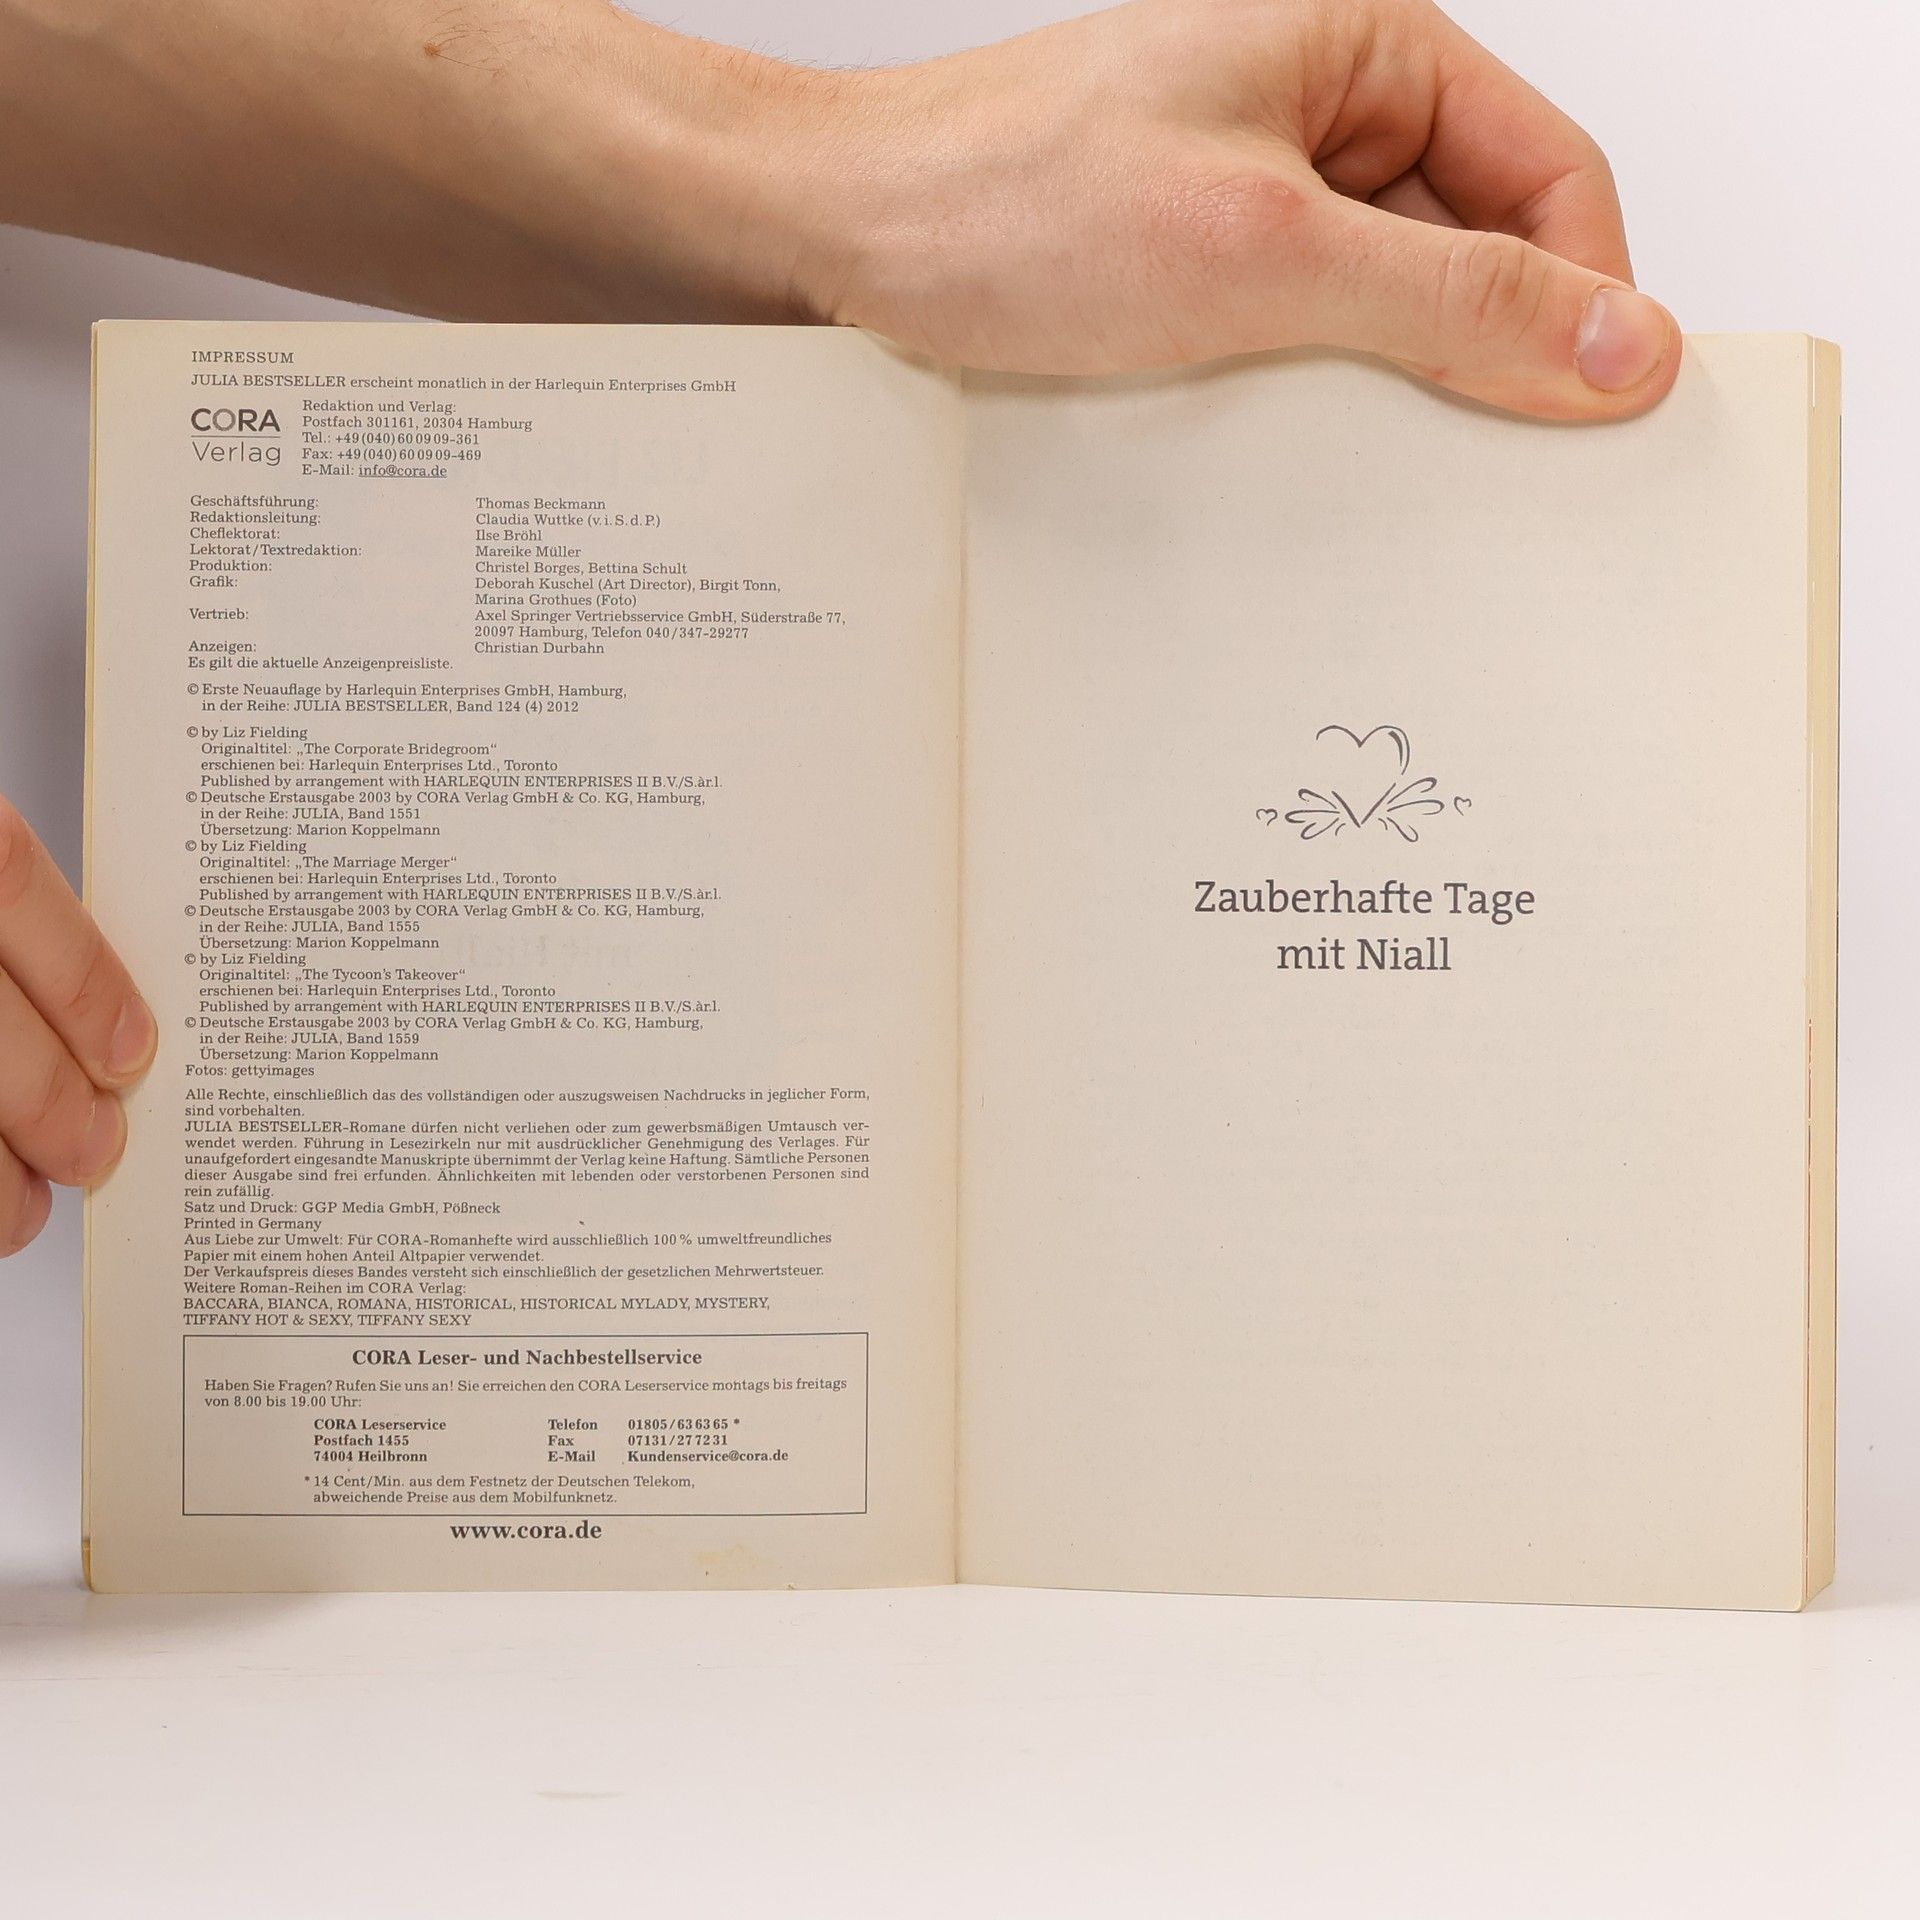 IMPRESSUM
JULIA BESTSELLER erscheint monatlich in der Harlequin Enterprises GmbH
CORA
Verlag
Redaktion und Verlag:
Postfach 301161, 20304 Hamburg
Tel.: +49(040)600909-361
Fax: +49(040)600909-469
E-Mail: info@cora.de
Geschäftsführung: Thomas Beckmann
Redaktionsleitung: Claudia Wuttke (v.i.S.d.P.)
Cheflektorat: Ilse Bröhl
Lektorat/Textredaktion: Mareike Müller
Produktion: Christel Borges, Bettina Schult
Grafik: Deborah Kuschel (Art Director), Birgit Tonn,
Marina Grothues (Foto)
Vertrieb: Axel Springer Vertriebsservice GmbH, Süderstraße 77,
20097 Hamburg, Telefon 040/347-29277
Anzeigen: Christian Durbahn
Es gilt die aktuelle Anzeigenpreisliste.
© Erste Neuauflage by Harlequin Enterprises GmbH, Hamburg,
in der Reihe: JULIA BESTSELLER, Band 124 (4) 2012
© by Liz Fielding
Originaltitel: „The Corporate Bridegroom“
erschienen bei: Harlequin Enterprises Ltd., Toronto
Published by arrangement with HARLEQUIN ENTERPRISES II B.V./S.àr.l.
© Deutsche Erstausgabe 2003 by CORA Verlag GmbH & Co. KG, Hamburg,
in der Reihe: JULIA, Band 1551
Übersetzung: Marion Koppelmann
© by Liz Fielding
Originaltitel: „The Marriage Merger“
erschienen bei: Harlequin Enterprises Ltd., Toronto
Published by arrangement with HARLEQUIN ENTERPRISES II B.V./S.àr.l.
© Deutsche Erstausgabe 2003 by CORA Verlag GmbH & Co. KG, Hamburg,
in der Reihe: JULIA, Band 1555
Übersetzung: Marion Koppelmann
© by Liz Fielding
Originaltitel: „The Tycoon's Takeover“
erschienen bei: Harlequin Enterprises Ltd., Toronto
Published by arrangement with HARLEQUIN ENTERPRISES II B.V./S.àr.l.
© Deutsche Erstausgabe 2003 by CORA Verlag GmbH & Co. KG, Hamburg,
in der Reihe: JULIA, Band 1559
Übersetzung: Marion Koppelmann
Fotos: gettyimages
Alle Rechte, einschließlich das des vollständigen oder auszugsweisen Nachdrucks in jeglicher Form,
sind vorbehalten.
JULIA BESTSELLER-Romane dürfen nicht verliehen oder zum gewerbsmäßigen Umtausch ver-
wendet werden. Führung in Lesezirkeln nur mit ausdrücklicher Genehmigung des Verlages. Für
unaufgefordert eingesandte Manuskripte übernimmt der Verlag keine Haftung. Sämtliche Personen
dieser Ausgabe sind frei erfunden. Ähnlichkeiten mit lebenden oder verstorbenen Personen sind
rein zufällig.
Satz und Druck: GGP Media GmbH, Pößneck
Printed in Germany
Aus Liebe zur Umwelt: Für CORA-Romanhefte wird ausschließlich 100 % umweltfreundliches
Papier mit einem hohen Anteil Altpapier verwendet.
Der Verkaufspreis dieses Bandes versteht sich einschließlich der gesetzlichen Mehrwertsteuer.
Weitere Roman-Reihen im CORA Verlag:
BACCARA, BIANCA, ROMANA, HISTORICAL, HISTORICAL MYLADY, MYSTERY,
TIFFANY HOT & SEXY, TIFFANY SEXY
CORA Leser- und Nachbestellservice
Haben Sie Fragen? Rufen Sie uns an! Sie erreichen den CORA Leserservice montags bis freitags
von 8.00 bis 19.00 Uhr:
CORA Leserservice Telefon 01805/636365 *
Postfach 1455 Fax 07131/277231
74004 Heilbronn E-Mail Kundenservice@cora.de
* 14 Cent/Min. aus dem Festnetz der Deutschen Telekom,
abweichende Preise aus dem Mobilfunknetz.
www.cora.de
Zauberhafte Tage
mit Niall